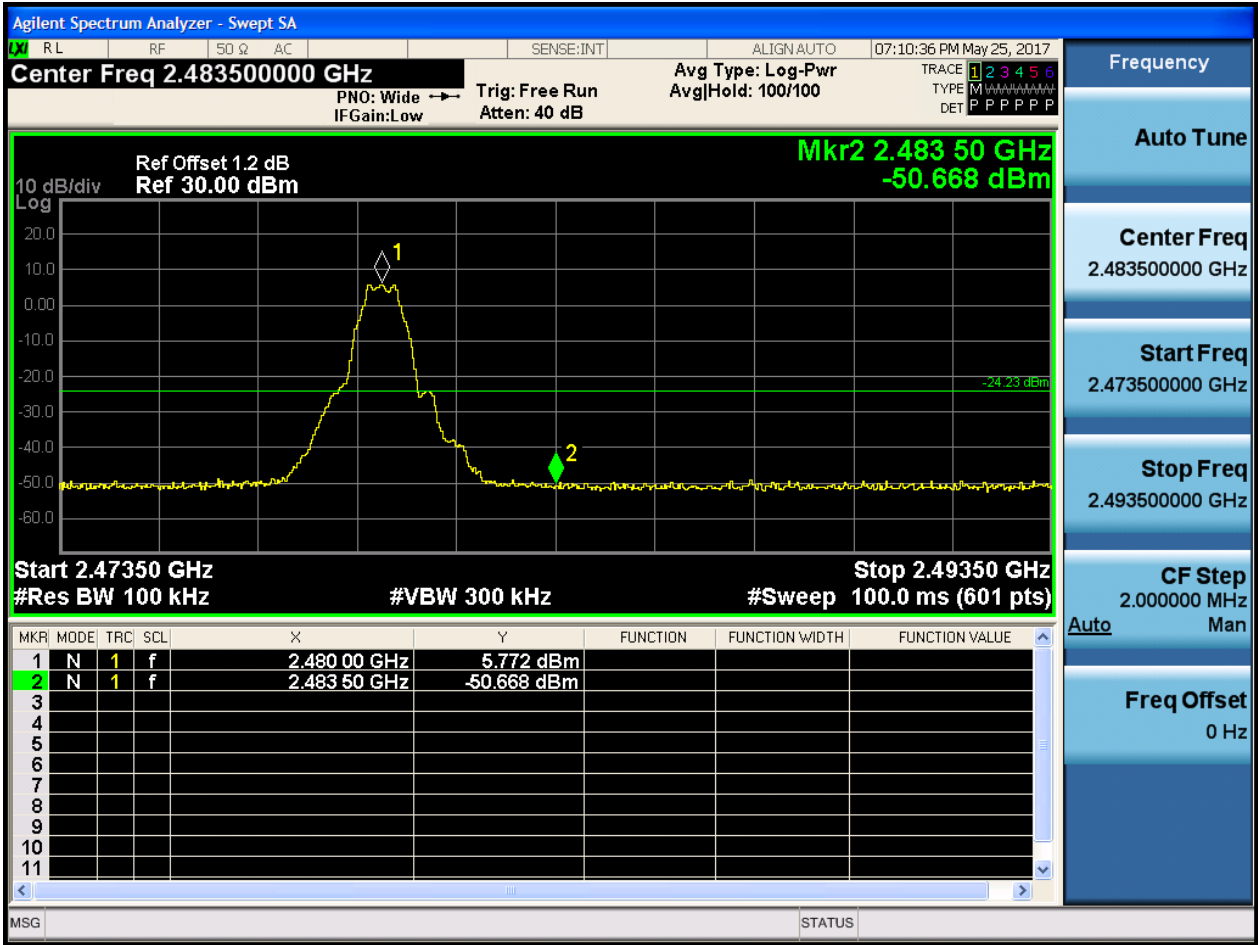 Agilent Spectrum Analyzer - Swept SA
LXI RL RF 50 Ω AC SENSE:INT ALIGN AUTO 07:10:36 PM May 25, 2017
Center Freq 2.483500000 GHz
PNO: Wide
IFGain:Low
Trig: Free Run
Atten: 40 dB
Avg Type: Log-Pwr
Avg|Hold: 100/100
TRACE 1 2 3 4 5 6
TYPE M WWWWW
DET P P P P P P
Frequency
Auto Tune
Center Freq
2.483500000 GHz
Start Freq
2.473500000 GHz
Stop Freq
2.493500000 GHz
CF Step
2.000000 MHz
Auto Man
Freq Offset
0 Hz
Mkr2 2.483 50 GHz
-50.668 dBm
Ref Offset 1.2 dB
10 dB/div Ref 30.00 dBm
Log
20.0
10.0
0.00
-10.0
-20.0
-30.0
-40.0
-50.0
-60.0
1
-24.23 dBm
2
Start 2.47350 GHz Stop 2.49350 GHz
#Res BW 100 kHz #VBW 300 kHz #Sweep 100.0 ms (601 pts)
MKR MODE TRC SCL X Y FUNCTION FUNCTION WIDTH FUNCTION VALUE
1 N 1 f 2.480 00 GHz 5.772 dBm
2 N 1 f 2.483 50 GHz -50.668 dBm
3
4
5
6
7
8
9
10
11
MSG STATUS